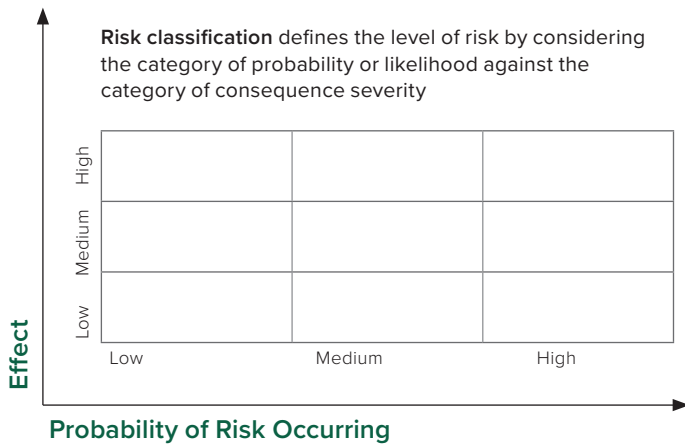 Risk classification defines the level of risk by considering
the category of probability or likelihood against the
category of consequence severity
High
Medium
Low
Effect
Low Medium High
Probability of Risk Occurring